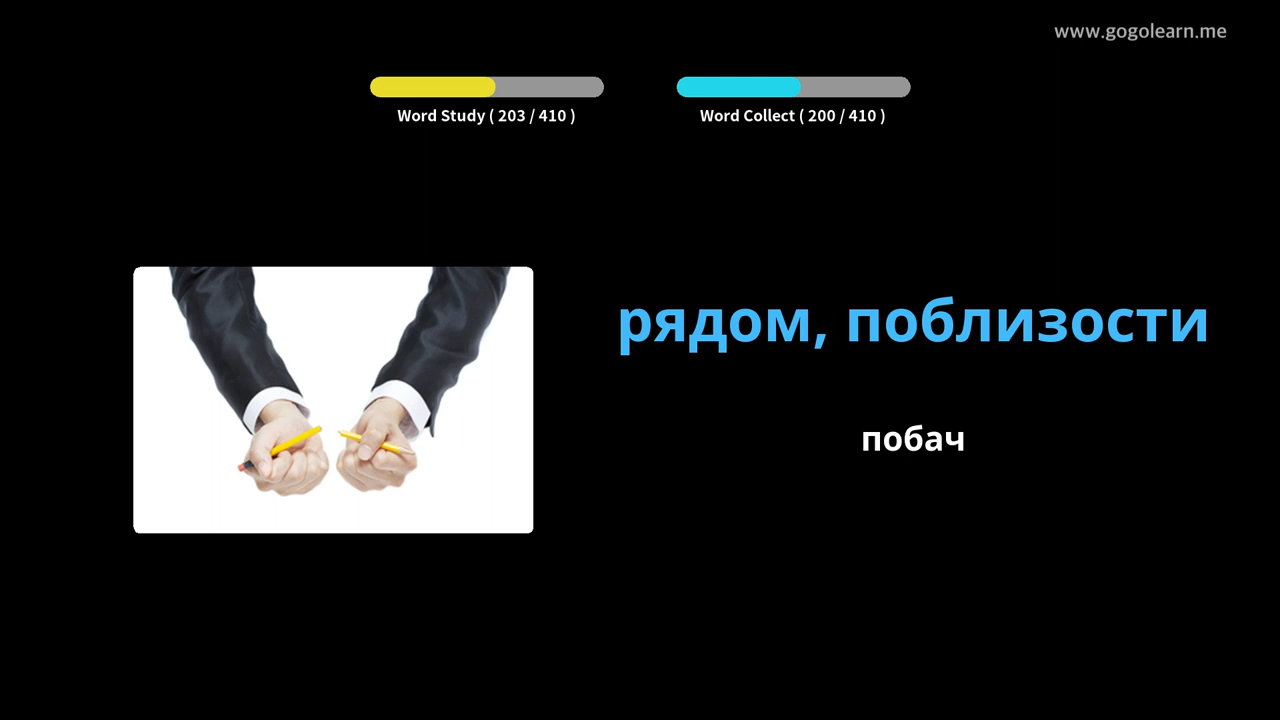 www.gogolearn.me
Word Study ( 203 / 410 )
Word Collect ( 200 / 410 )
рядом, поблизости
побач